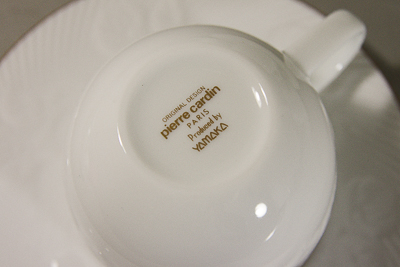 ORIGINAL DESIGN
pierre cardin
PARIS
Produced by
YAMAKA